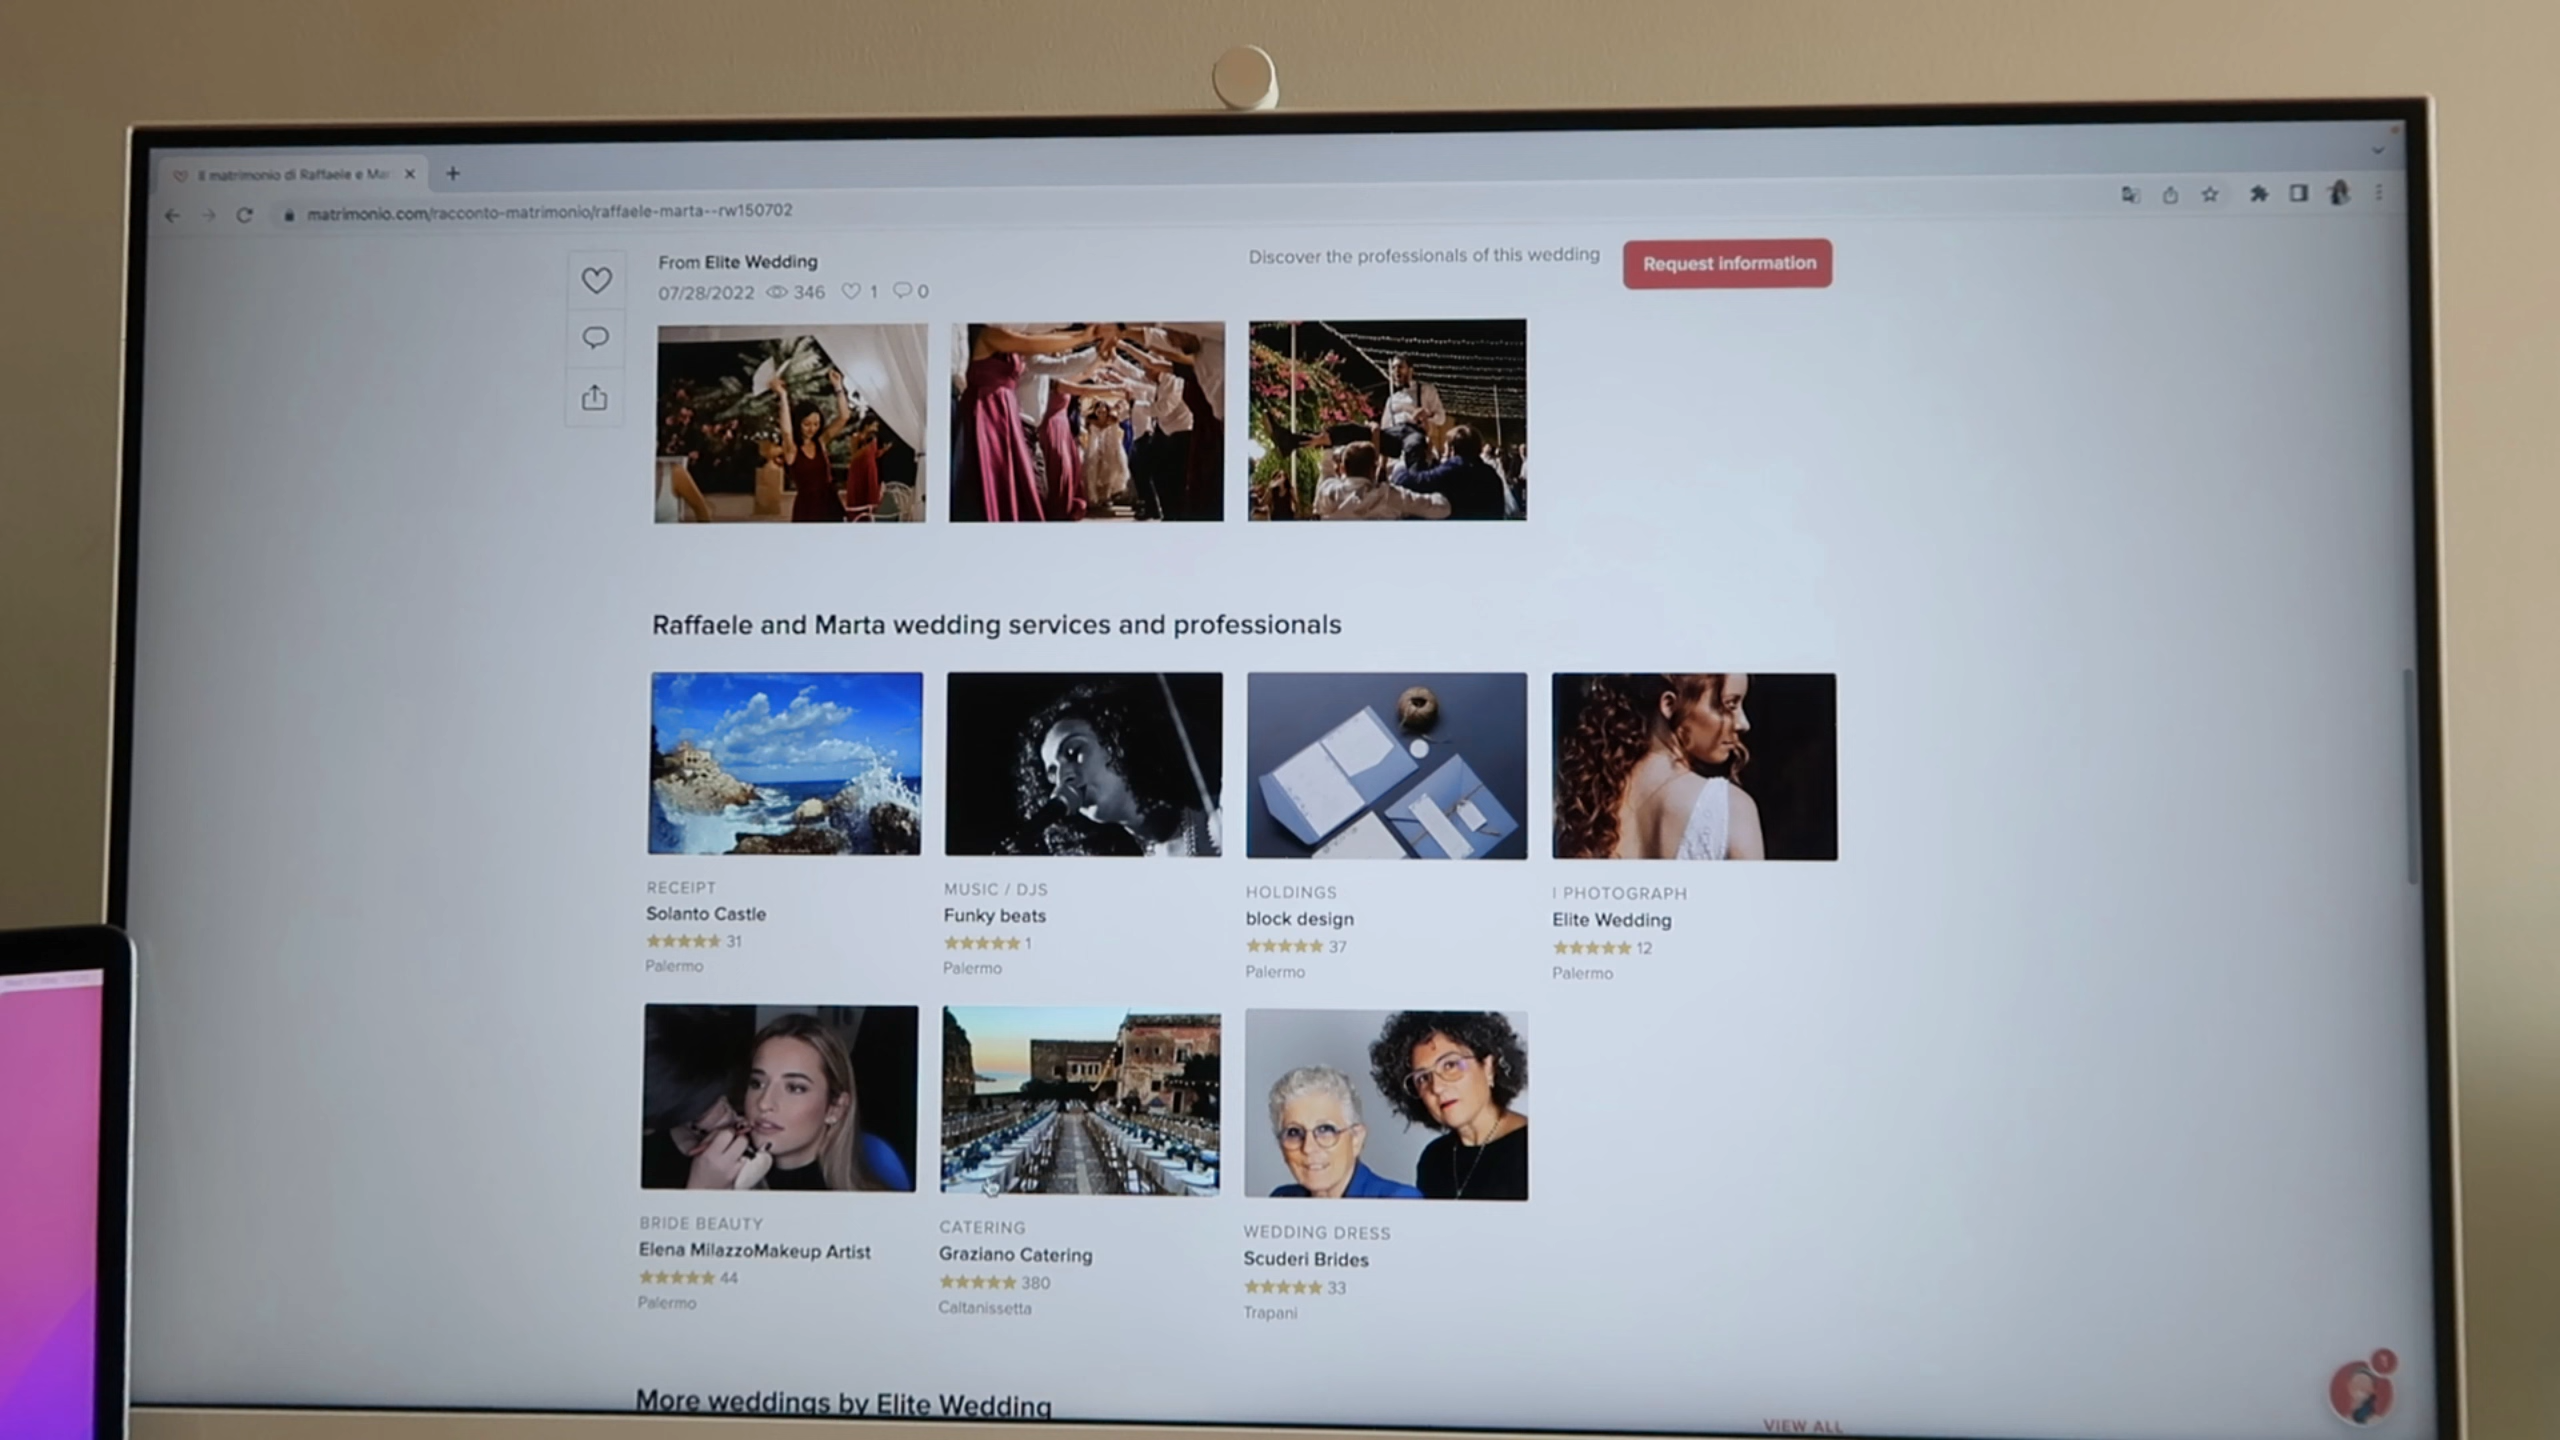 Il matrimonio di Raffaele e Mar
matrimonio.com/racconto-matrimonio/raffaele-marta--rw150702
From Elite Wedding
07/28/2022 346 1 0
Discover the professionals of this wedding
Request information
Raffaele and Marta wedding services and professionals
RECEIPT
Solanto Castle
31
Palermo
MUSIC / DJS
Funky beats
1
Palermo
HOLDINGS
block design
37
Palermo
I PHOTOGRAPH
Elite Wedding
12
Palermo
BRIDE BEAUTY
Elena MilazzoMakeup Artist
44
Palermo
CATERING
Graziano Catering
380
Caltanissetta
WEDDING DRESS
Scuderi Brides
33
Trapani
More weddings by Elite Wedding
VIEW ALL
1